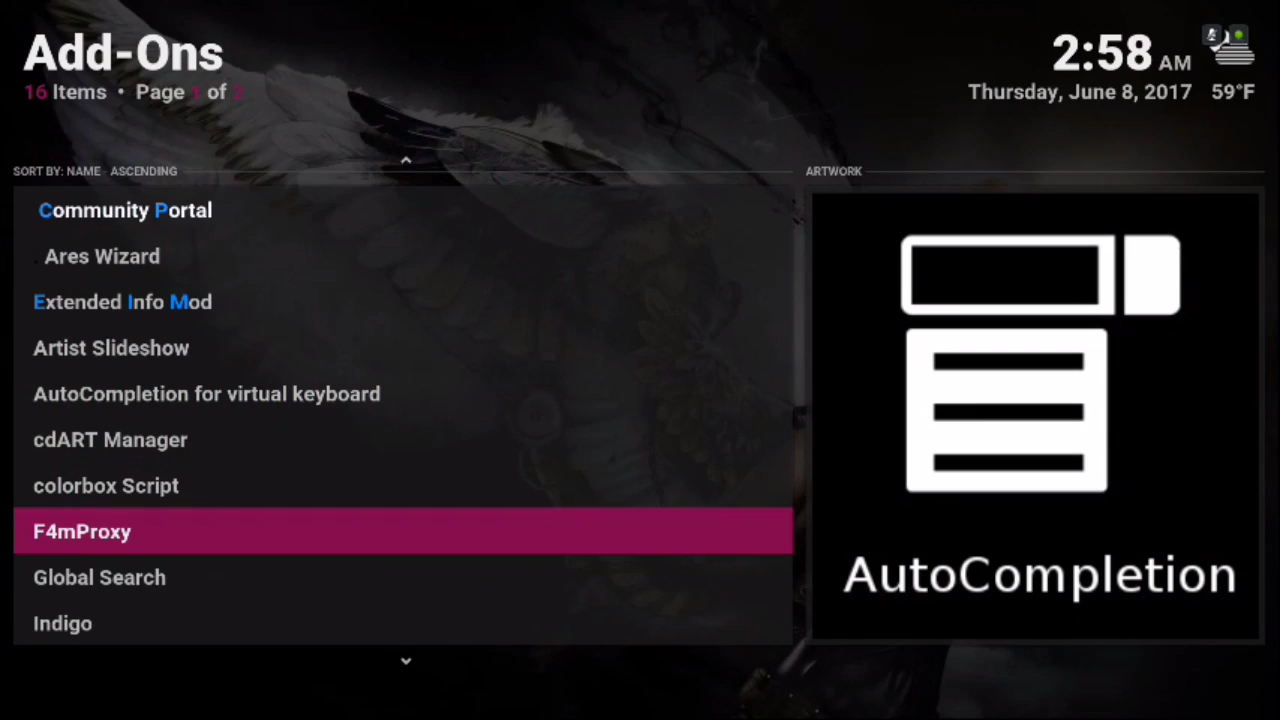 Add-Ons
16 Items • Page 1 of 2
2:58 AM
Thursday, June 8, 2017 59°F
SORT BY: NAME · ASCENDING
ARTWORK
Community Portal
. Ares Wizard
Extended Info Mod
Artist Slideshow
AutoCompletion for virtual keyboard
cdART Manager
colorbox Script
F4mProxy
Global Search
Indigo
AutoCompletion